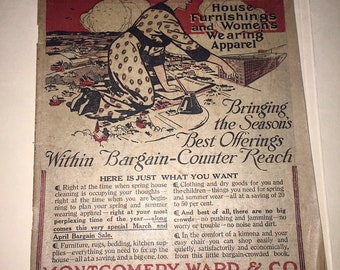 House
Furnishings
and Women's
Wearing
Apparel
Bringing
the Seasons
Best Offerings
Within Bargain-Counter Reach
HERE IS JUST WHAT YOU WANT
¶ Right at the time when spring house
cleaning is occupying your thoughts —
right at the time when you are beginning
to plan your spring and summer
wearing apparel — right at your most
perplexing time of the year—along
comes this very special March and
April Bargain Sale.
¶ Furniture, rugs, bedding, kitchen supplies—
everything you need to spruce up the
house—all at a saving, and a big one, too.
¶ Clothing and dry goods for you and
the children—things you need for spring
and summer wear—all at a saving of 20
to 50 per cent.
¶ And best of all, there are no big
crowds—no pushing and jamming—no
worry or trouble—no noise and dirt.
¶ In the comfort of a kimona and your
easy chair you can shop easily and
quietly, satisfactorily and economically,
from this little bargain-crowded book.
MONTGOMERY WARD & CO